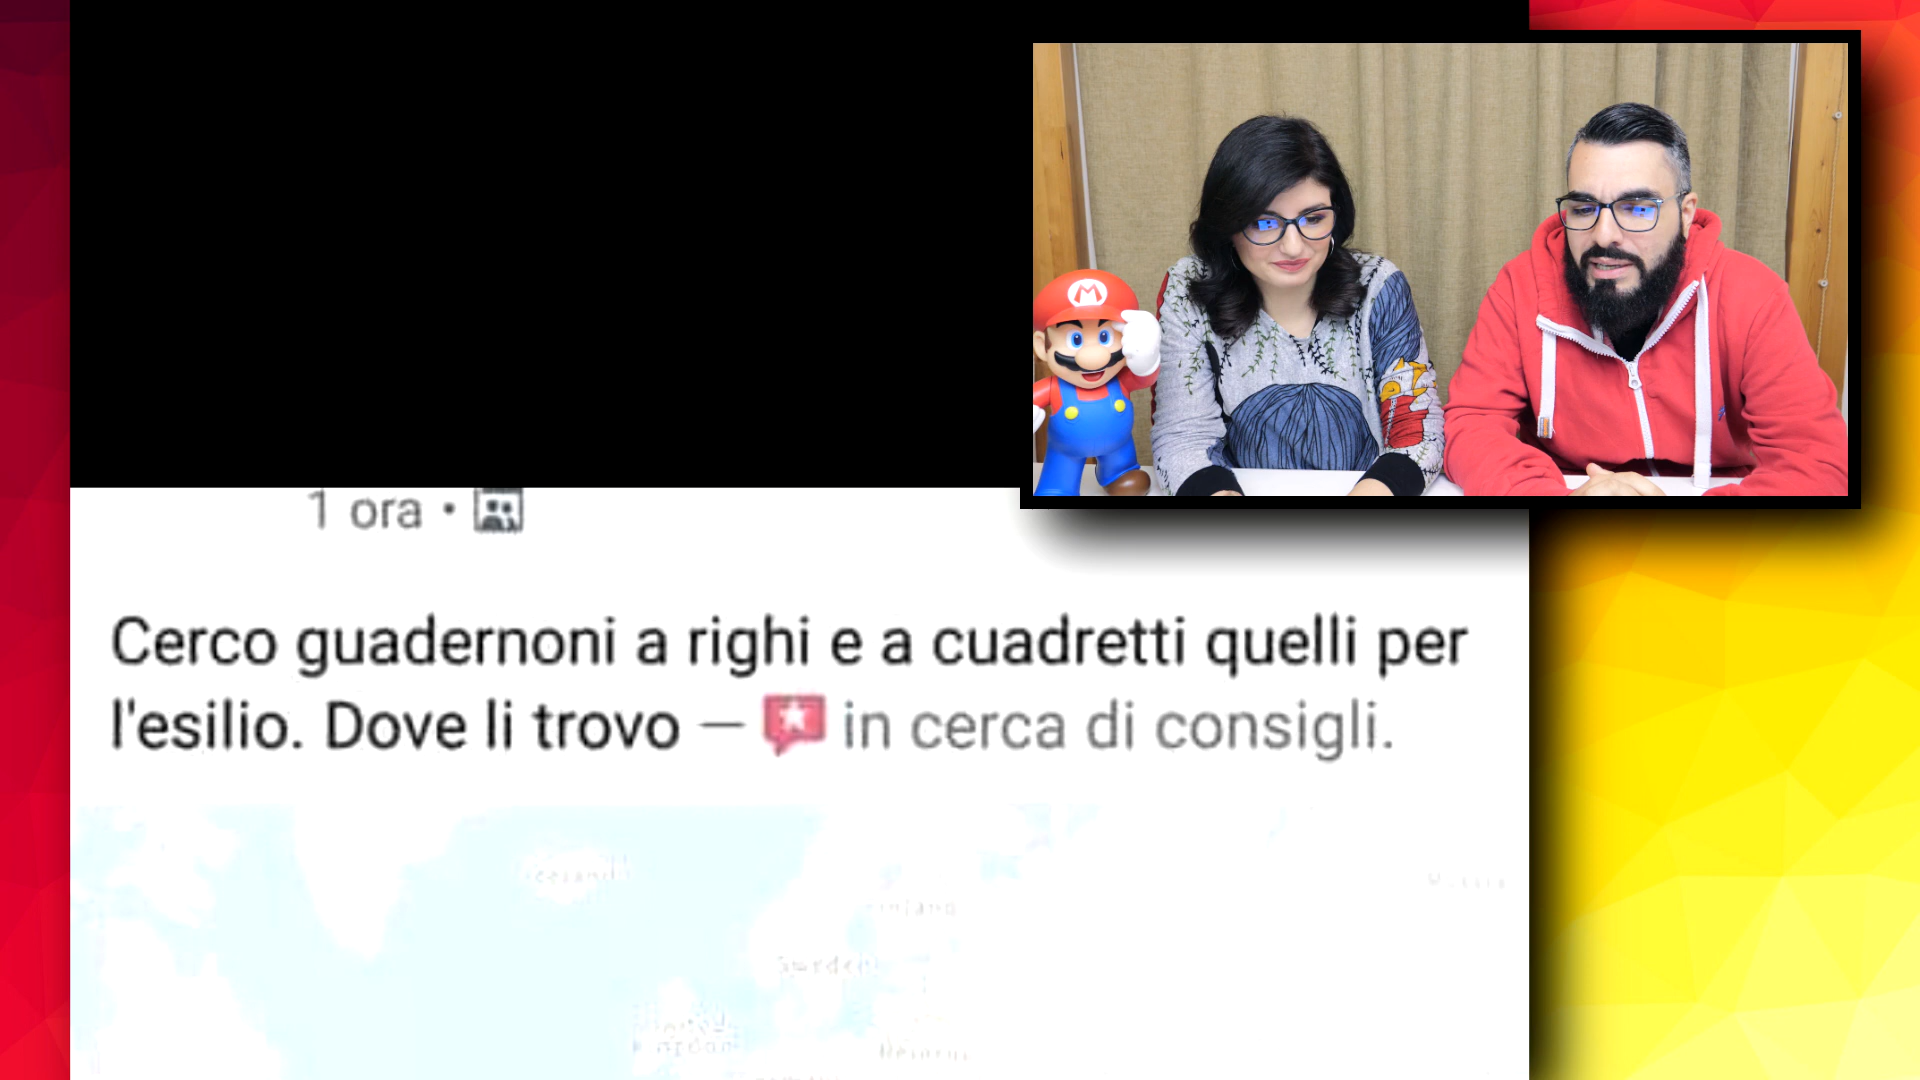 1 ora •
Cerco guadernoni a righi e a cuadretti quelli per
l'esilio. Dove li trovo — in cerca di consigli.
M